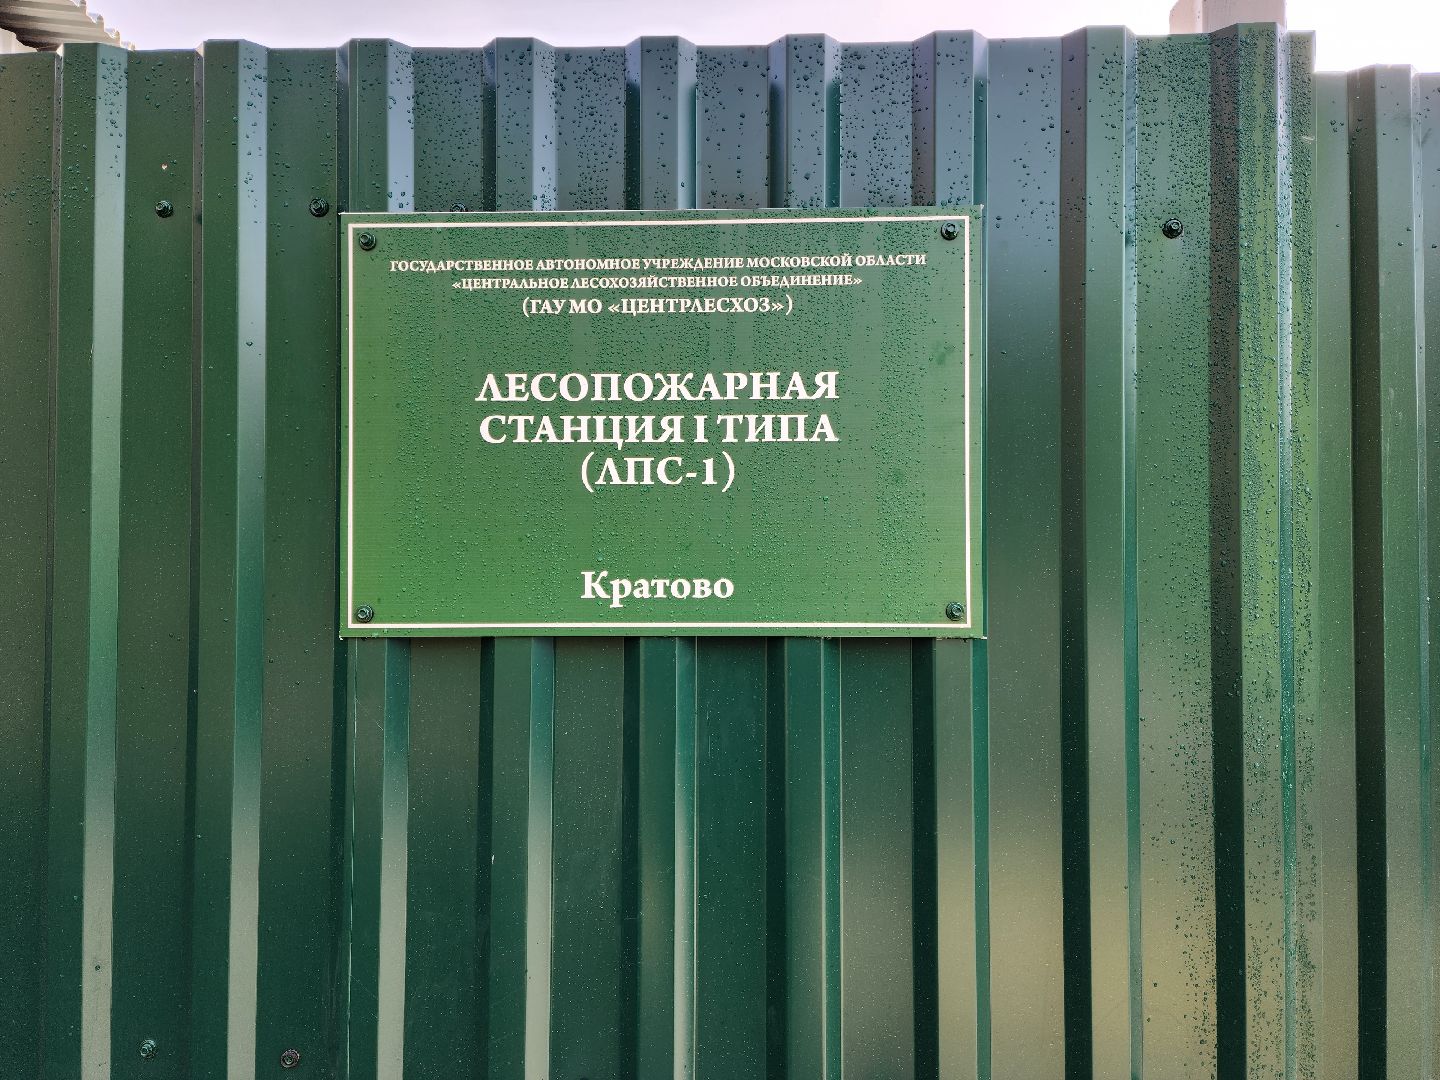 ГОСУДАРСТВЕННОЕ АВТОНОМНОЕ УЧРЕЖДЕНИЕ МОСКОВСКОЙ ОБЛАСТИ
«ЦЕНТРАЛЬНОЕ ЛЕСОХОЗЯЙСТВЕННОЕ ОБЪЕДИНЕНИЕ»
(ГАУ МО «ЦЕНТРЛЕСХОЗ»)
ЛЕСОПОЖАРНАЯ
СТАНЦИЯ I ТИПА
(ЛПС-1)
Кратово